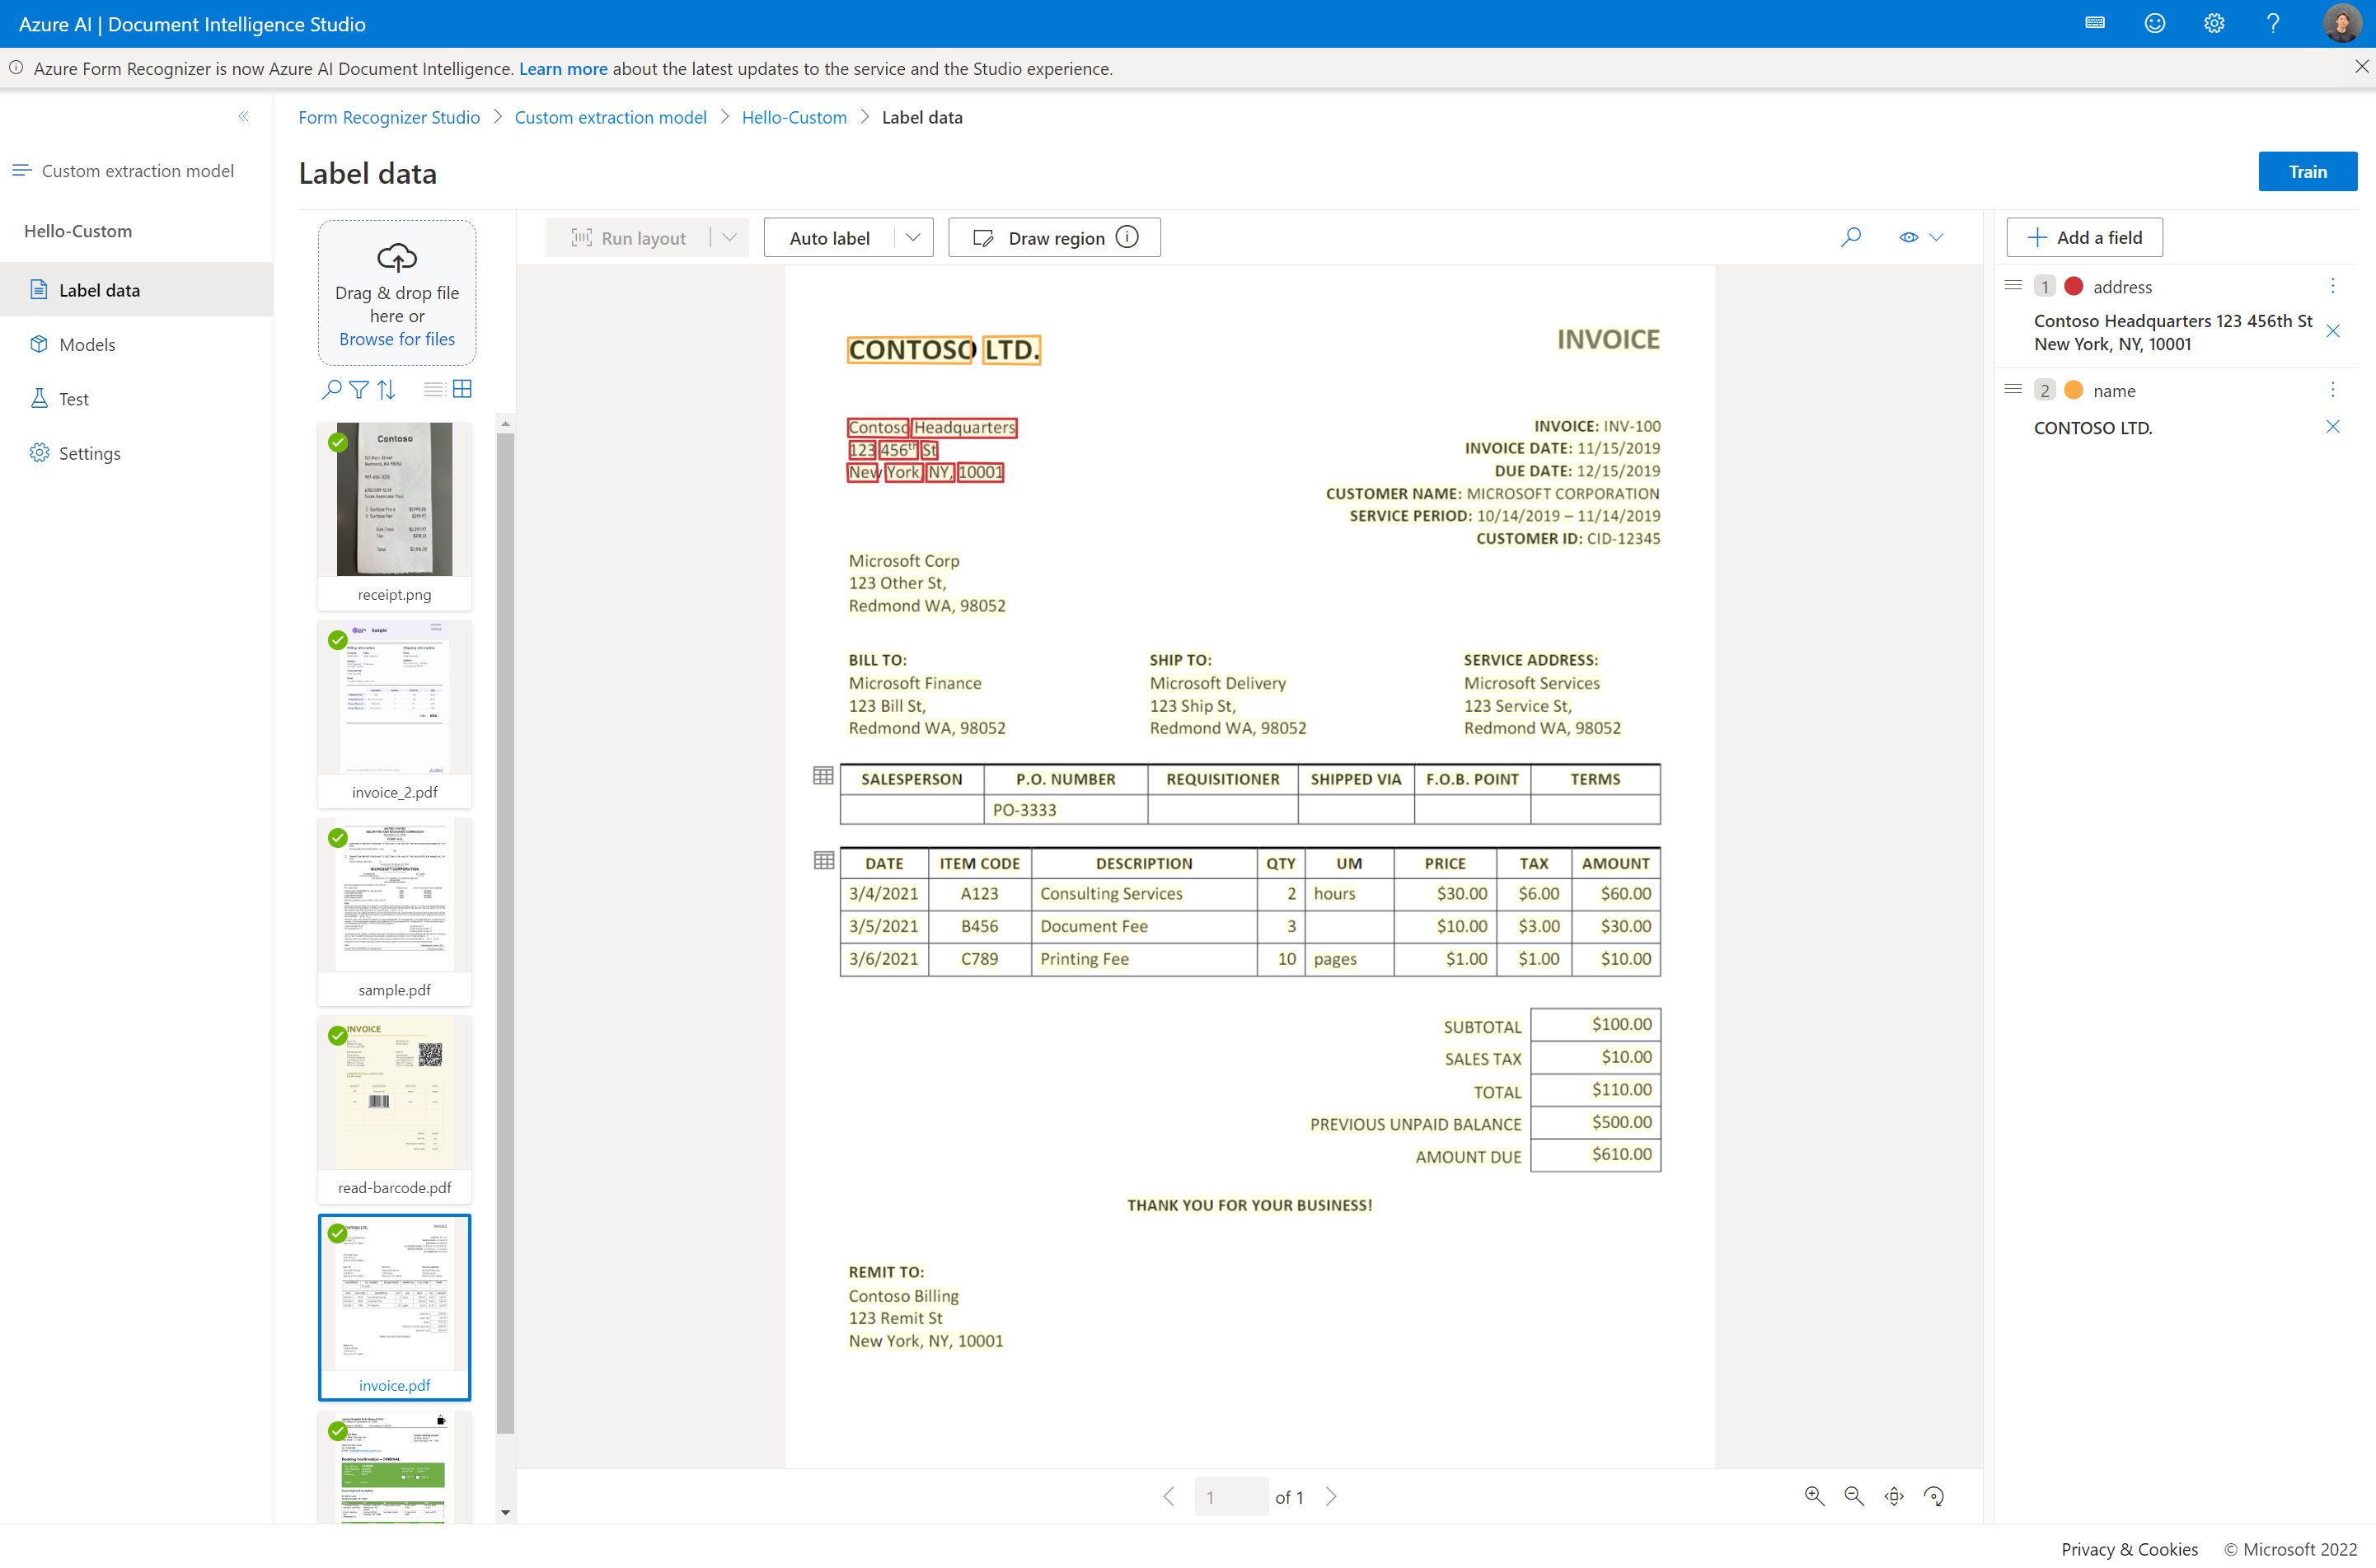 Azure AI | Document Intelligence Studio
Azure Form Recognizer is now Azure AI Document Intelligence. Learn more about the latest updates to the service and the Studio experience.
Form Recognizer Studio > Custom extraction model > Hello-Custom > Label data
Custom extraction model
Hello-Custom
Label data
Models
Test
Settings
Label data
Train
Drag & drop file
here or
Browse for files
Contoso
receipt.png
Sample
invoice_2.pdf
MICROSOFT CORPORATION
sample.pdf
INVOICE
read-barcode.pdf
invoice.pdf
Run layout
Auto label
Draw region
CONTOSO LTD.
INVOICE
Contoso Headquarters
123 456th St
New York, NY, 10001
INVOICE: INV-100
INVOICE DATE: 11/15/2019
DUE DATE: 12/15/2019
CUSTOMER NAME: MICROSOFT CORPORATION
SERVICE PERIOD: 10/14/2019 – 11/14/2019
CUSTOMER ID: CID-12345
Microsoft Corp
123 Other St,
Redmond WA, 98052
BILL TO:
Microsoft Finance
123 Bill St,
Redmond WA, 98052
SHIP TO:
Microsoft Delivery
123 Ship St,
Redmond WA, 98052
SERVICE ADDRESS:
Microsoft Services
123 Service St,
Redmond WA, 98052
SALESPERSON P.O. NUMBER REQUISITIONER SHIPPED VIA F.O.B. POINT TERMS
PO-3333
DATE ITEM CODE DESCRIPTION QTY UM PRICE TAX AMOUNT
3/4/2021 A123 Consulting Services 2 hours $30.00 $6.00 $60.00
3/5/2021 B456 Document Fee 3 $10.00 $3.00 $30.00
3/6/2021 C789 Printing Fee 10 pages $1.00 $1.00 $10.00
SUBTOTAL $100.00
SALES TAX $10.00
TOTAL $110.00
PREVIOUS UNPAID BALANCE $500.00
AMOUNT DUE $610.00
THANK YOU FOR YOUR BUSINESS!
REMIT TO:
Contoso Billing
123 Remit St
New York, NY, 10001
1 of 1
Add a field
1 address
Contoso Headquarters 123 456th St
New York, NY, 10001
2 name
CONTOSO LTD.
Privacy & Cookies © Microsoft 2022